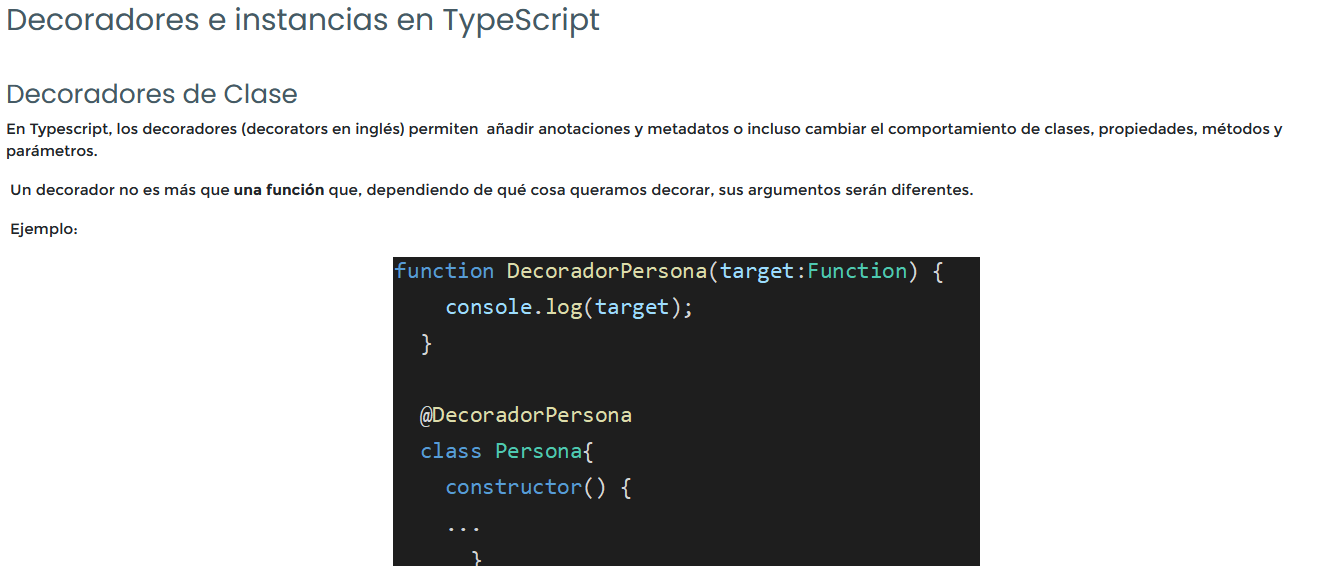 Decoradores e instancias en TypeScript
Decoradores de Clase
En Typescript, los decoradores (decorators en inglés) permiten  añadir anotaciones y metadatos o incluso cambiar el comportamiento de clases, propiedades, métodos y
parámetros.
Un decorador no es más que una función que, dependiendo de qué cosa queramos decorar, sus argumentos serán diferentes.
Ejemplo:
function DecoradorPersona(target:Function) {
console.log(target);
}
@DecoradorPersona
class Persona{
constructor() {
...
}